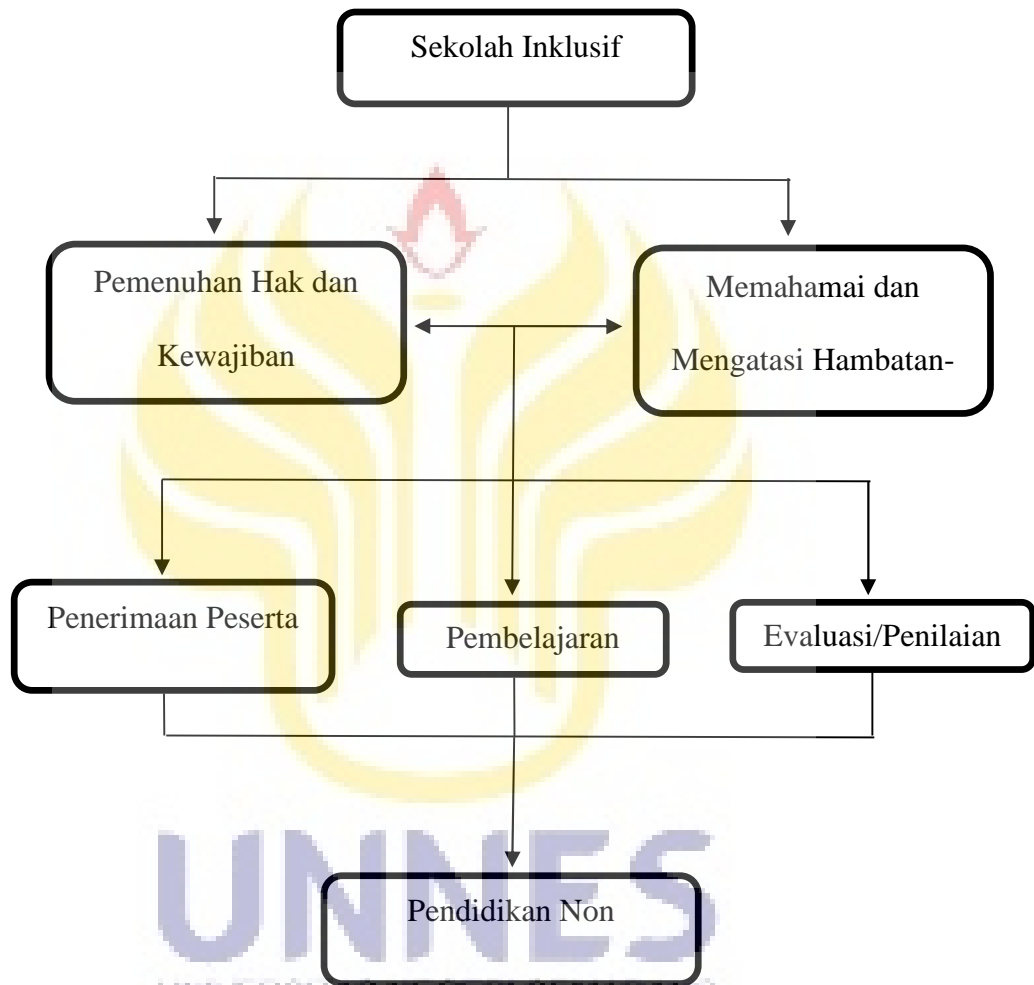 Sekolah Inklusif
Pemenuhan Hak dan
Kewajiban
Memahamai dan
Mengatasi Hambatan-
Penerimaan Peserta
Pembelajaran
Evaluasi/Penilaian
Pendidikan Non
UNNES